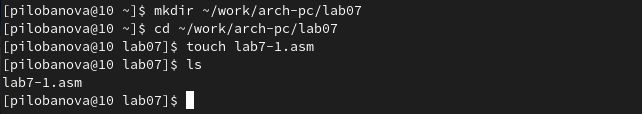 [pilobanova@10 ~]$ mkdir ~/work/arch-pc/lab07
[pilobanova@10 ~]$ cd ~/work/arch-pc/lab07
[pilobanova@10 lab07]$ touch lab7-1.asm
[pilobanova@10 lab07]$ ls
lab7-1.asm
[pilobanova@10 lab07]$